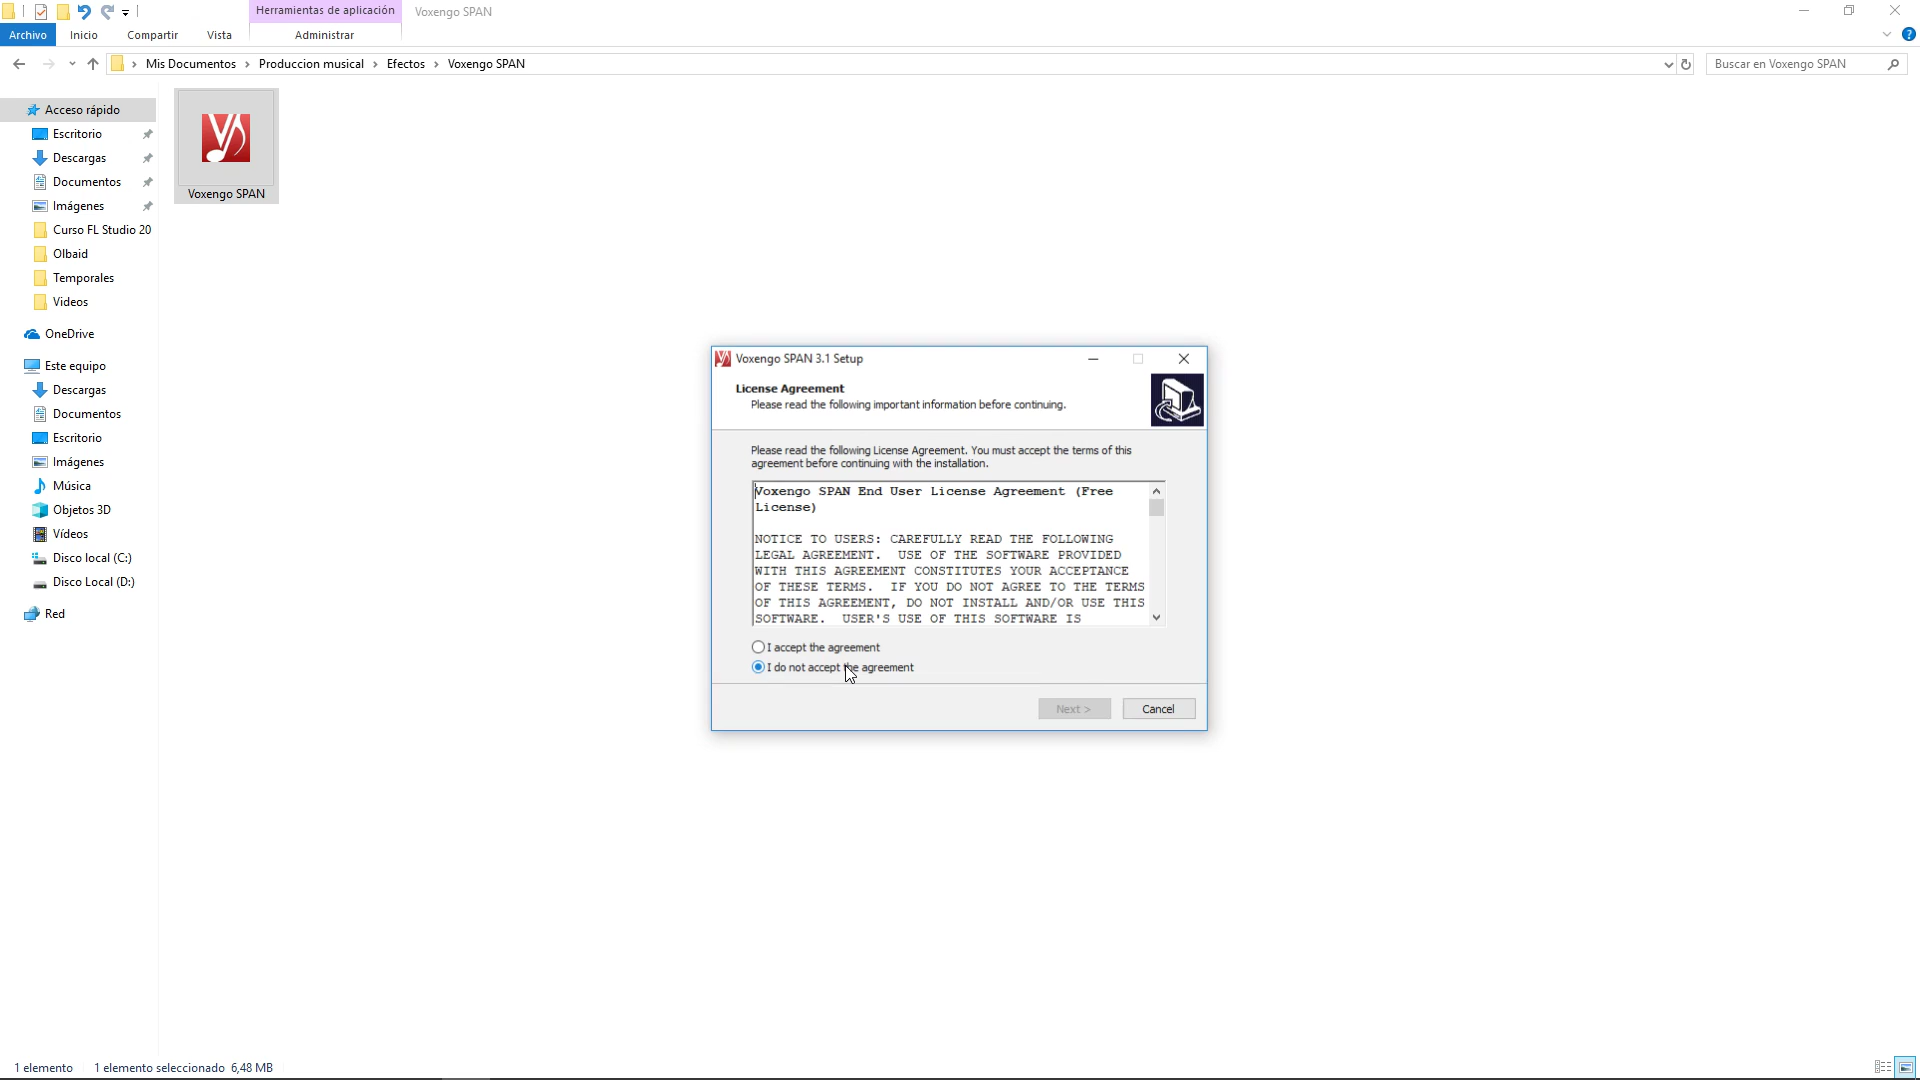 Herramientas de aplicación
Voxengo SPAN
Archivo
Inicio
Compartir
Vista
Administrar
Mis Documentos
Produccion musical
Efectos
Voxengo SPAN
Buscar en Voxengo SPAN
Acceso rápido
Escritorio
Descargas
Documentos
Imágenes
Curso FL Studio 20
Olbaid
Temporales
Videos
OneDrive
Este equipo
Descargas
Documentos
Escritorio
Imágenes
Música
Objetos 3D
Vídeos
Disco local (C:)
Disco Local (D:)
Red
Voxengo SPAN
Voxengo SPAN 3.1 Setup
License Agreement
Please read the following important information before continuing.
Please read the following License Agreement. You must accept the terms of this
agreement before continuing with the installation.
Voxengo SPAN End User License Agreement (Free
License)
NOTICE TO USERS: CAREFULLY READ THE FOLLOWING
LEGAL AGREEMENT. USE OF THE SOFTWARE PROVIDED
WITH THIS AGREEMENT CONSTITUTES YOUR ACCEPTANCE
OF THESE TERMS. IF YOU DO NOT AGREE TO THE TERMS
OF THIS AGREEMENT, DO NOT INSTALL AND/OR USE THIS
SOFTWARE. USER'S USE OF THIS SOFTWARE IS
I accept the agreement
I do not accept the agreement
Next >
Cancel
1 elemento
1 elemento seleccionado 6,48 MB